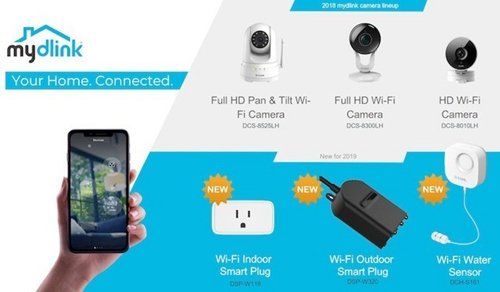 mydlink
Your Home. Connected.
2018 mydlink camera lineup
Full HD Pan & Tilt Wi-
Fi Camera
DCS-8525LH
Full HD Wi-Fi
Camera
DCS-8300LH
HD Wi-Fi
Camera
DCS-8010LH
New for 2019
NEW
NEW
NEW
Wi-Fi Indoor
Smart Plug
DSP-W118
Wi-Fi Outdoor
Smart Plug
DSP-W320
Wi-Fi Water
Sensor
DCH-S161